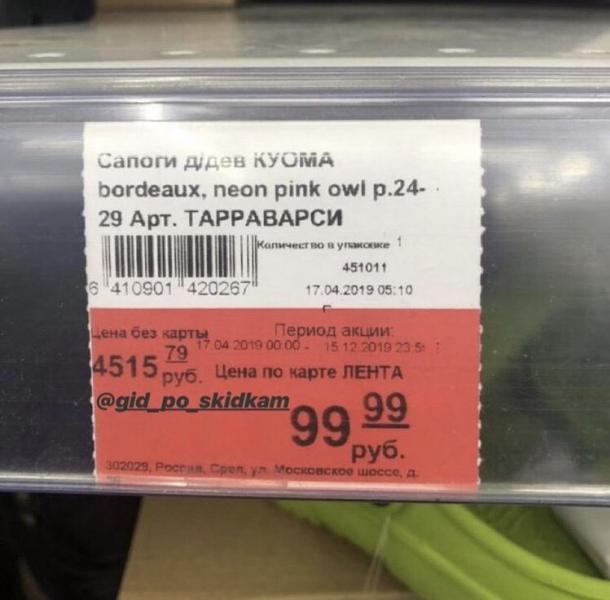 Сапоги д/дев КУОМА
bordeaux, neon pink owl р.24-
29 Арт. ТАРРАВАРСИ
Количество в упаковке 1
451011
6 410901 420267
17.04.2019 05:10
Цена без карты
Период акции:
17.04.2019 00:00 - 15.12.2019 23:5
4515 79 руб.
Цена по карте ЛЕНТА
@gid_po_skidkam
99 99 руб.
302029, Россия, Орел, ул. Московское шоссе, д.